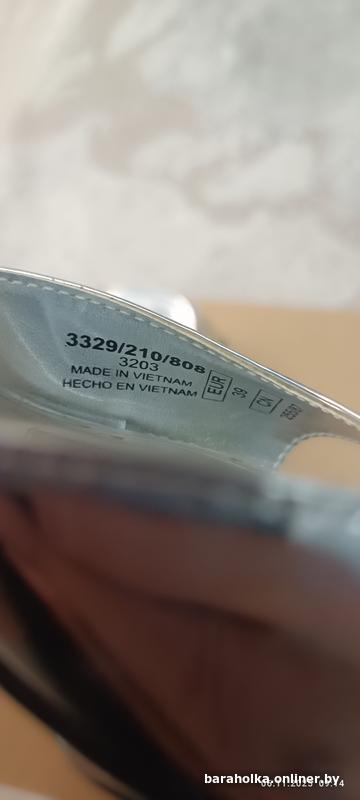 3329/210/808
3203
MADE IN VIETNAM
HECHO EN VIETNAM
EUR 39 CN
baraholka.onliner.by